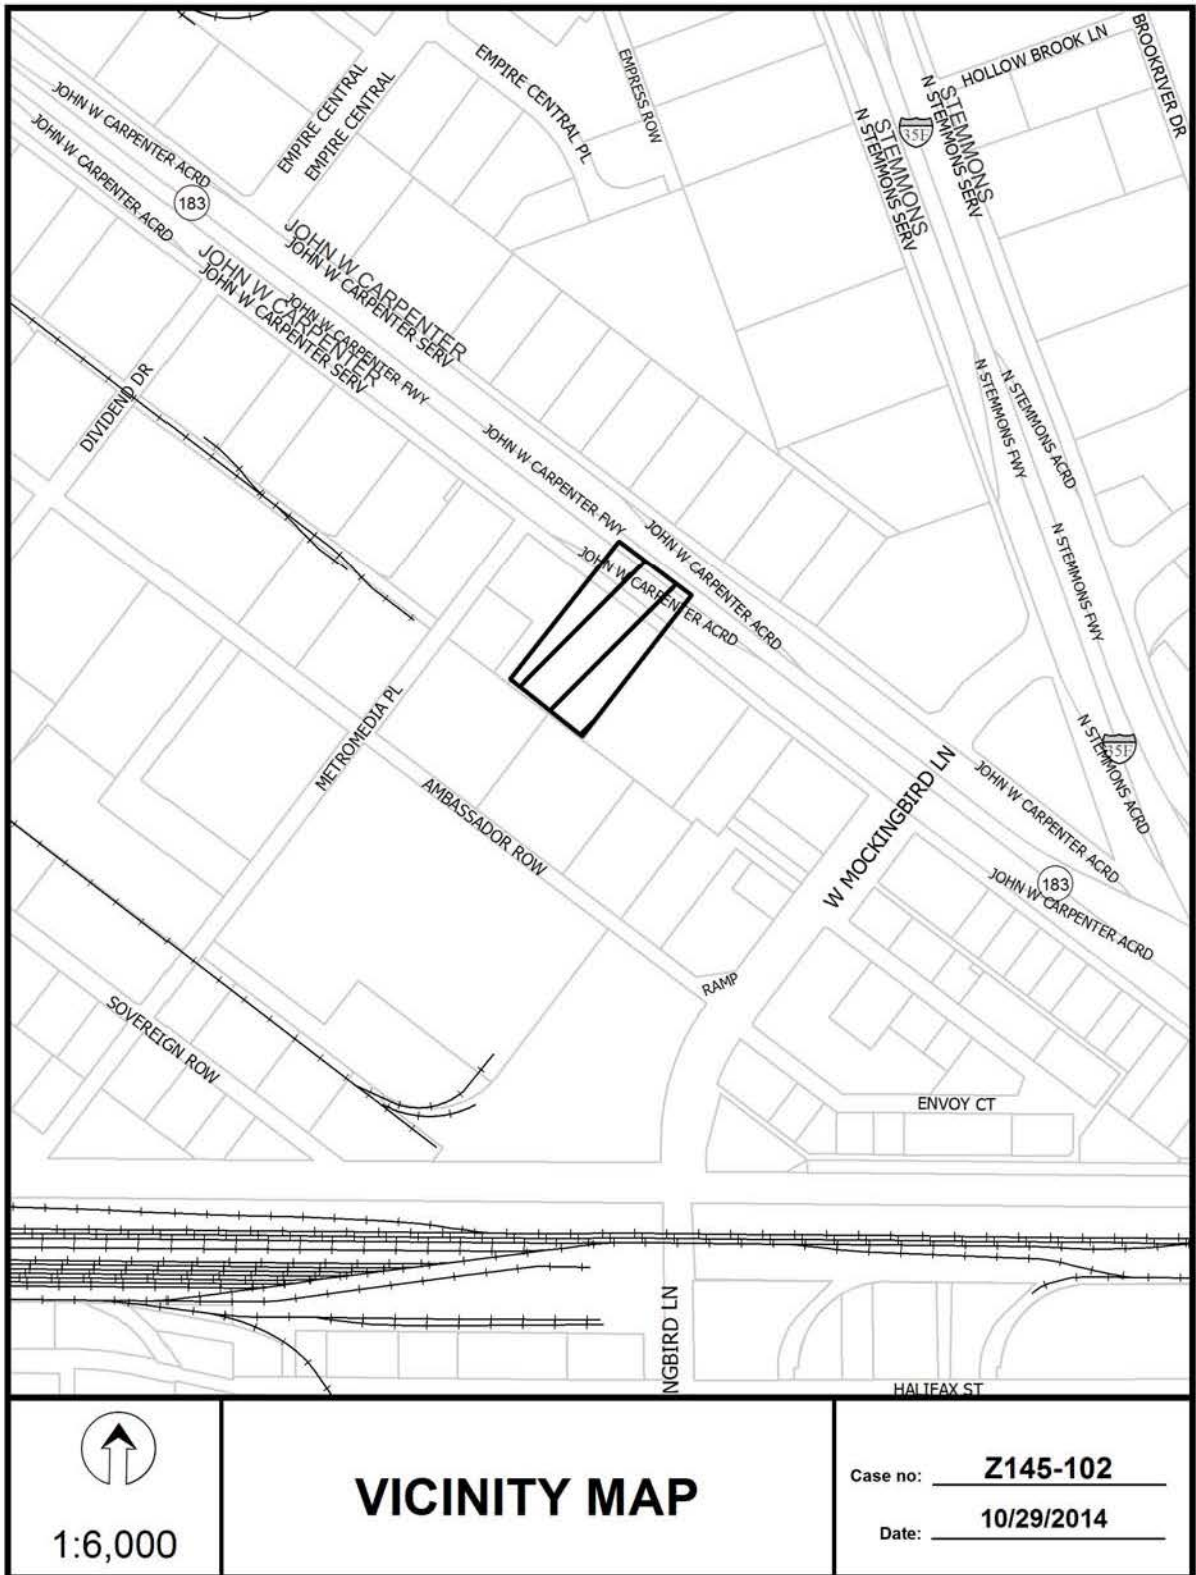 HOLLOW BROOK LN
BROOKRIVER DR
EMPIRE CENTRAL PL
EMPRESS ROW
EMPIRE CENTRAL
EMPIRE CENTRAL
N STEMMONS SERV
STEMMONS
35E
STEMMONS
N STEMMONS SERV
JOHN W CARPENTER ACRD
JOHN W CARPENTER ACRD
183
JOHN W CARPENTER
JOHN W CARPENTER SERV
JOHN W CARPENTER
JOHN W CARPENTER FWY
JOHN W CARPENTER SERV
DIVIDEND DR
N STEMMONS FWY
N STEMMONS ACRD
JOHN W CARPENTER FWY
JOHN W CARPENTER ACRD
JOHN W CARPENTER ACRD
N STEMMONS FWY
METROMEDIA PL
AMBASSADOR ROW
W MOCKINGBIRD LN
N STEMMONS ACRD
35E
JOHN W CARPENTER ACRD
183
JOHN W CARPENTER ACRD
RAMP
SOVEREIGN ROW
ENVOY CT
NGBIRD LN
HALIFAX ST
1:6,000
VICINITY MAP
Case no: Z145-102
Date: 10/29/2014